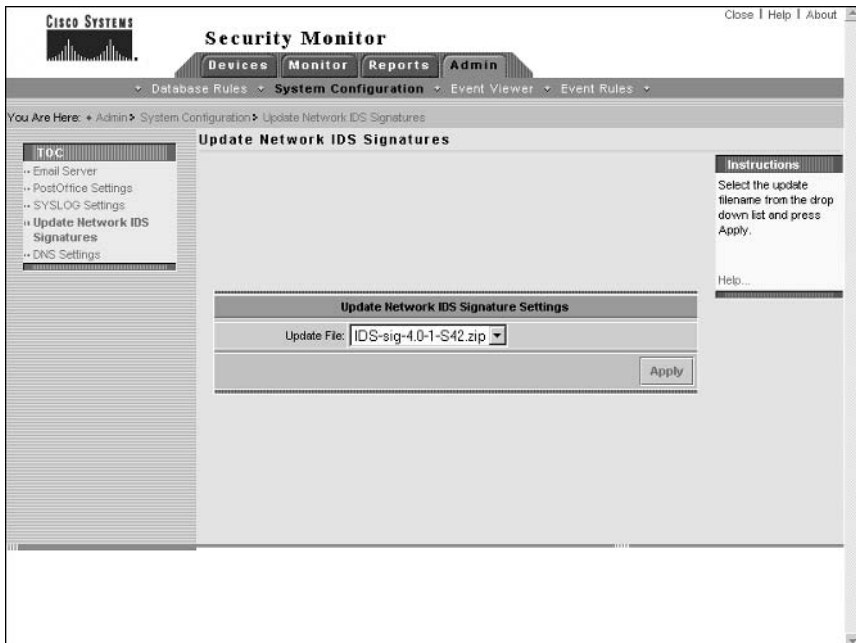 CISCO SYSTEMS
Close | Help | About
Security Monitor
Devices Monitor Reports Admin
Database Rules System Configuration Event Viewer Event Rules
You Are Here: Admin > System Configuration > Update Network IDS Signatures
TOC
Email Server
PostOffice Settings
SYSLOG Settings
Update Network IDS
Signatures
DNS Settings
Update Network IDS Signatures
Update Network IDS Signature Settings
Update File: IDS-sig-4.0-1-S42.zip
Apply
Instructions
Select the update
filename from the drop
down list and press
Apply.
Help...